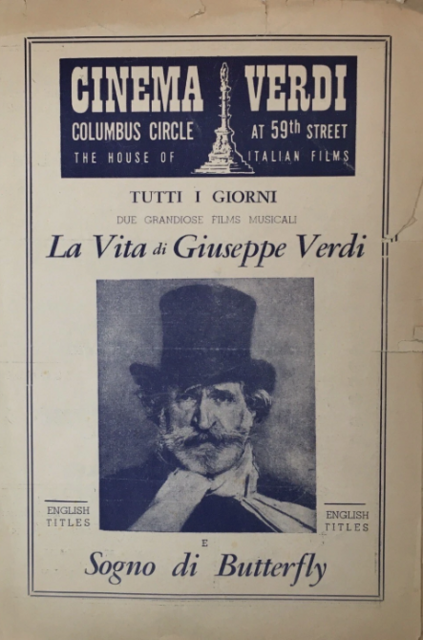 CINEMA VERDI
COLUMBUS CIRCLE AT 59th STREET
THE HOUSE OF ITALIAN FILMS
TUTTI I GIORNI
DUE GRANDIOSE FILMS MUSICALI
La Vita di Giuseppe Verdi
ENGLISH
TITLES
ENGLISH
TITLES
E
Sogno di Butterfly